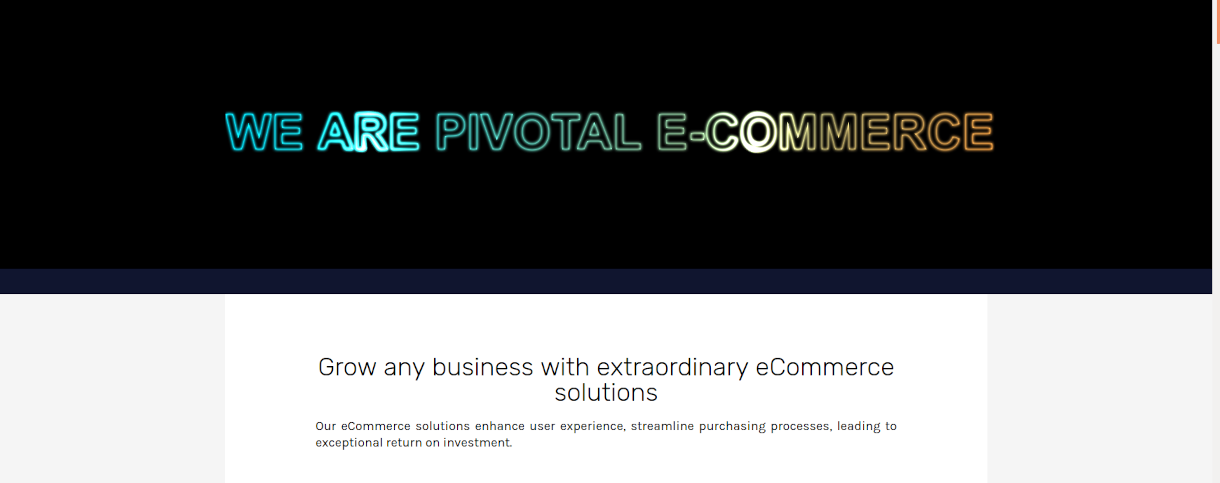 WE ARE PIVOTAL E-COMMERCE
Grow any business with extraordinary eCommerce
solutions
Our eCommerce solutions enhance user experience, streamline purchasing processes, leading to
exceptional return on investment.